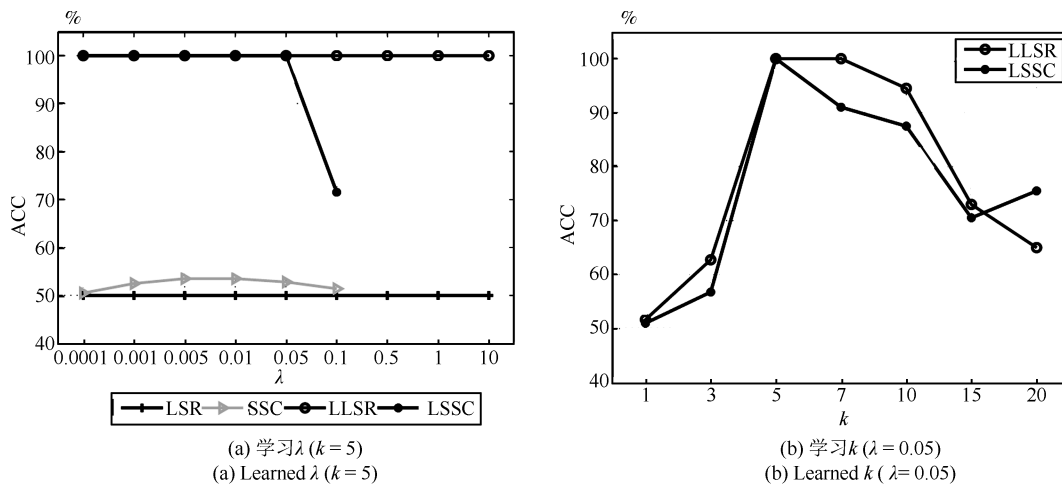 %
100
90
80
70
60
50
40
ACC
0.0001 0.001 0.005 0.01 0.05 0.1 0.5 1 10
λ
LSR SSC LLSR LSSC
(a) 学习λ (k = 5)
(a) Learned λ (k = 5)
%
LLSR
LSSC
100
90
80
70
60
50
40
ACC
1 3 5 7 10 15 20
k
(b) 学习k (λ = 0.05)
(b) Learned k ( λ= 0.05)